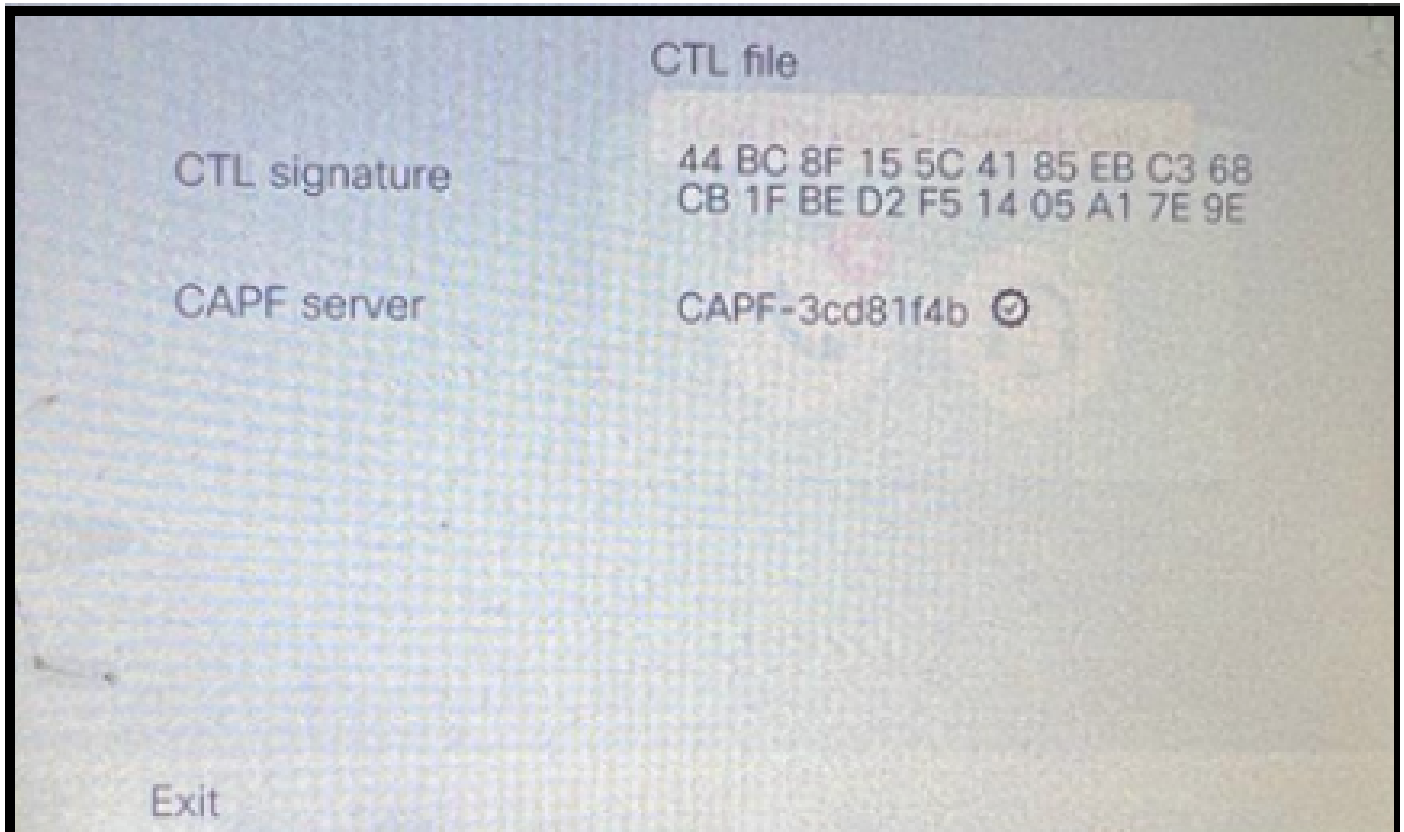 CTL file
CTL signature
44 BC 8F 15 5C 41 85 EB C3 68
CB 1F BE D2 F5 14 05 A1 7E 9E
CAPF server
CAPF-3cd81f4b
Exit